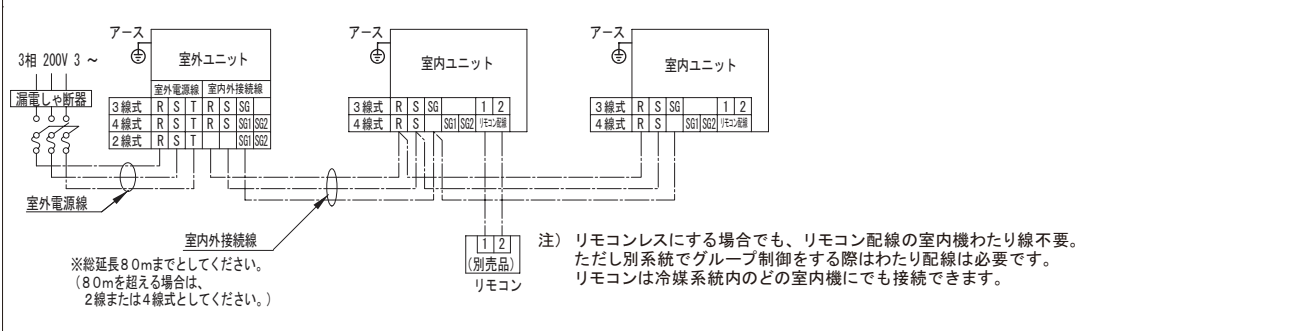 アース
3相 200V 3 ~
漏電しゃ断器
室外ユニット
室外電源線 室内外接続線
3線式 R S T R S SG
4線式 R S T R S SG1 SG2
2線式 R S T SG1 SG2
室外電源線
室内外接続線
※総延長80mまでとしてください。
(80mを超える場合は、
2線または4線式としてください。)
アース
室内ユニット
3線式 R S SG 1 2
4線式 R S SG1 SG2 リモコン配線
1 2
(別売品)
リモコン
アース
室内ユニット
3線式 R S SG 1 2
4線式 R S SG1 SG2 リモコン配線
注) リモコンレスにする場合でも、リモコン配線の室内機わたり線不要。
ただし別系統でグループ制御をする際はわたり配線は必要です。
リモコンは冷媒系統内のどの室内機にでも接続できます。